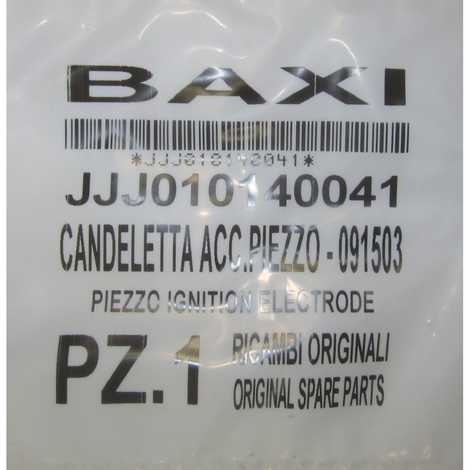 BAXI
*JJJ010140041*
JJJ010140041
CANDELETTA ACC.PIEZZO - 091503
PIEZZO IGNITION ELECTRODE
PZ.1
RICAMBI ORIGINALI
ORIGINAL SPARE PARTS